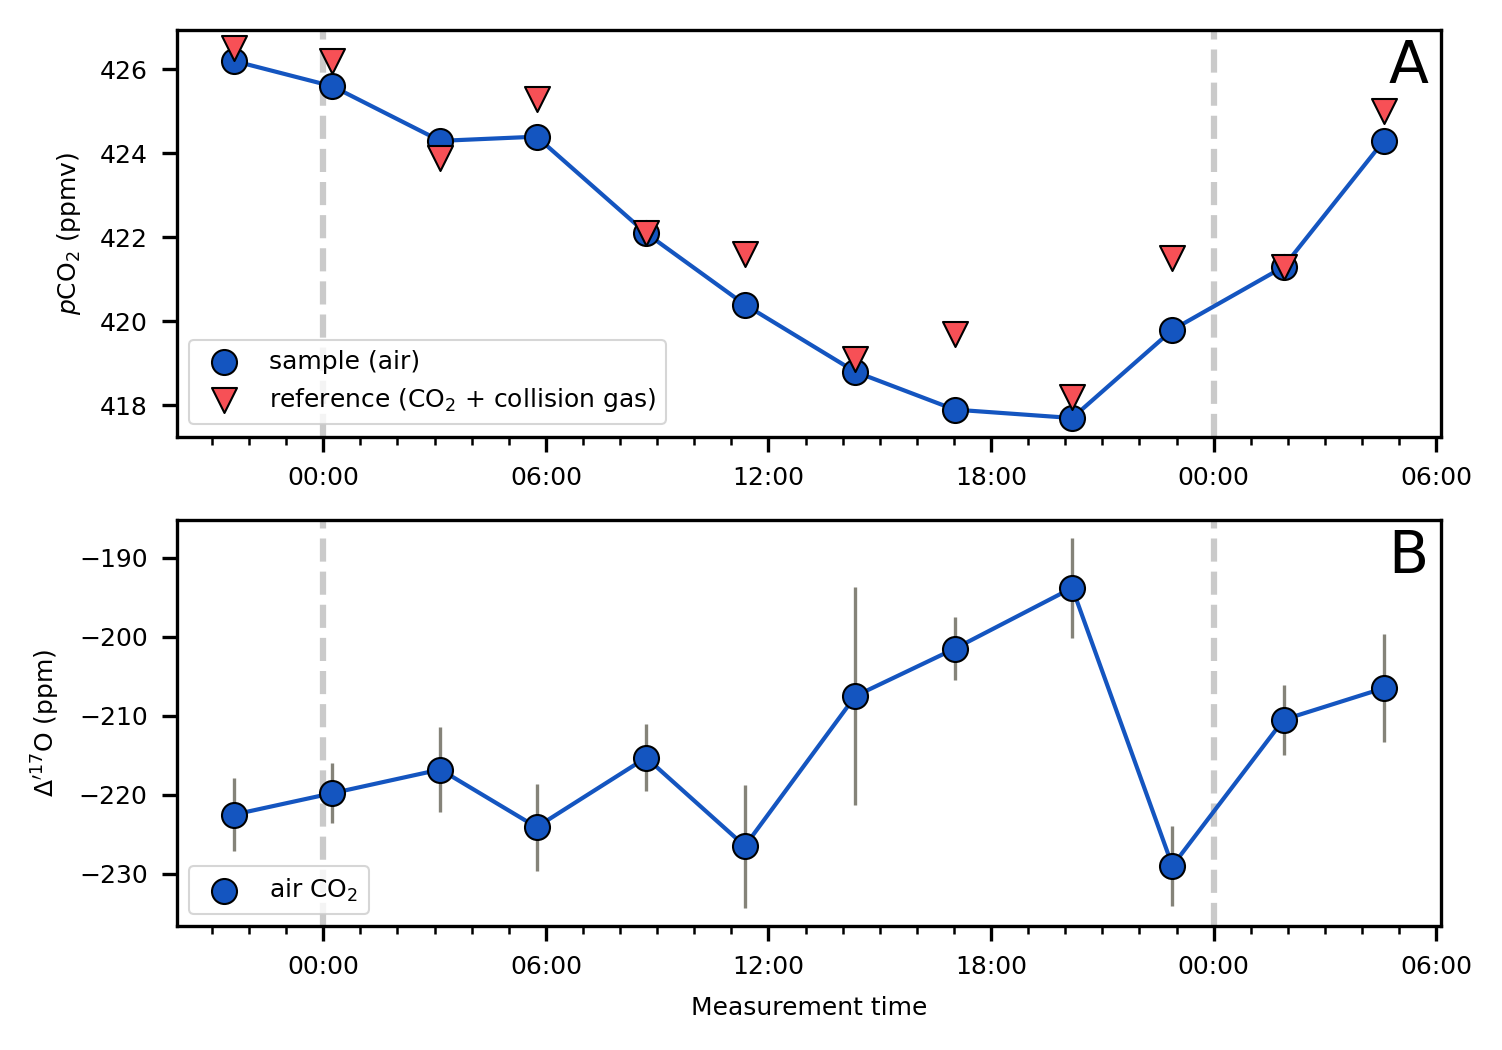 A
426
424
422
420
418
pCO₂ (ppmv)
sample (air)
reference (CO₂ + collision gas)
00:00 06:00 12:00 18:00 00:00 06:00
B
−190
−200
−210
−220
−230
Δ′¹⁷O (ppm)
air CO₂
00:00 06:00 12:00 18:00 00:00 06:00
Measurement time